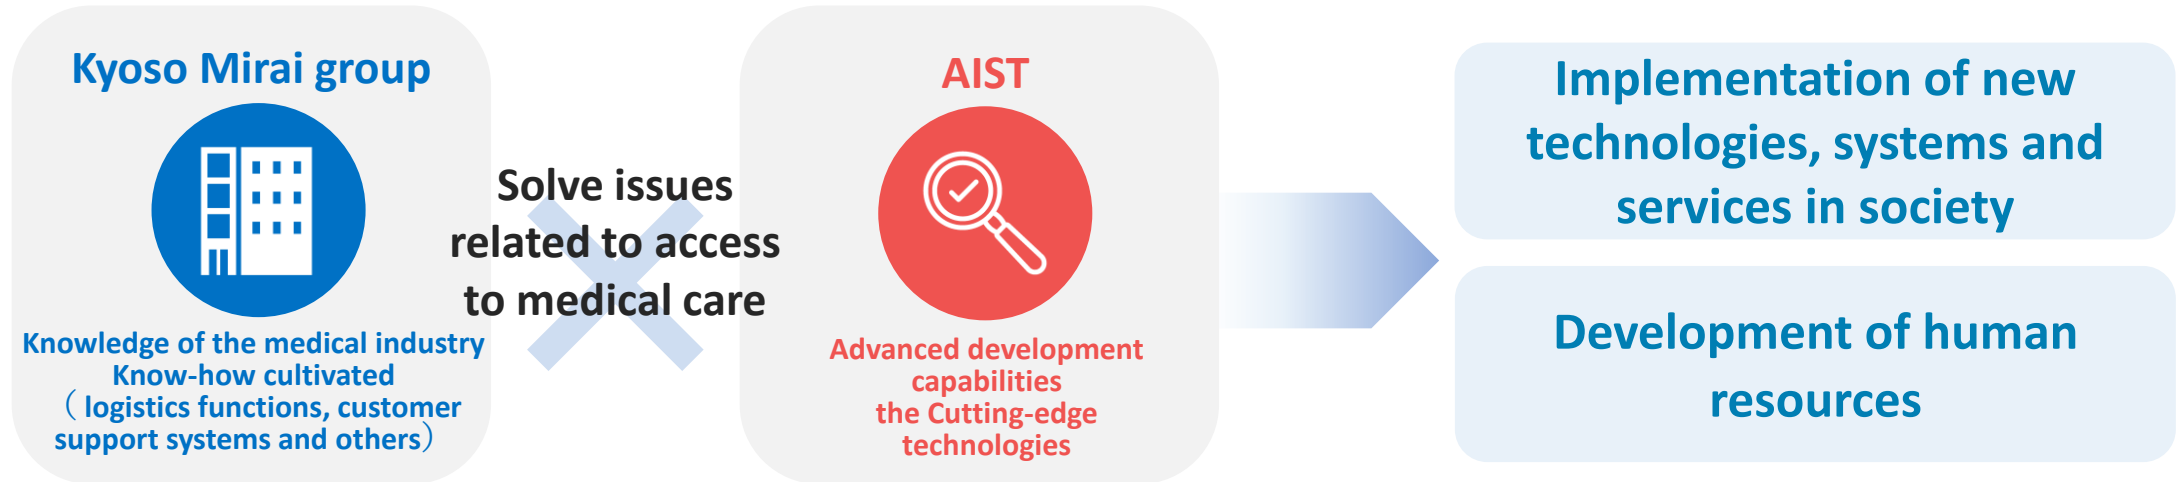 Kyoso Mirai group
Knowledge of the medical industry
Know-how cultivated
（ logistics functions, customer
support systems and others）
Solve issues
related to access
to medical care
AIST
Advanced development
capabilities
the Cutting-edge
technologies
Implementation of new
technologies, systems and
services in society
Development of human
resources